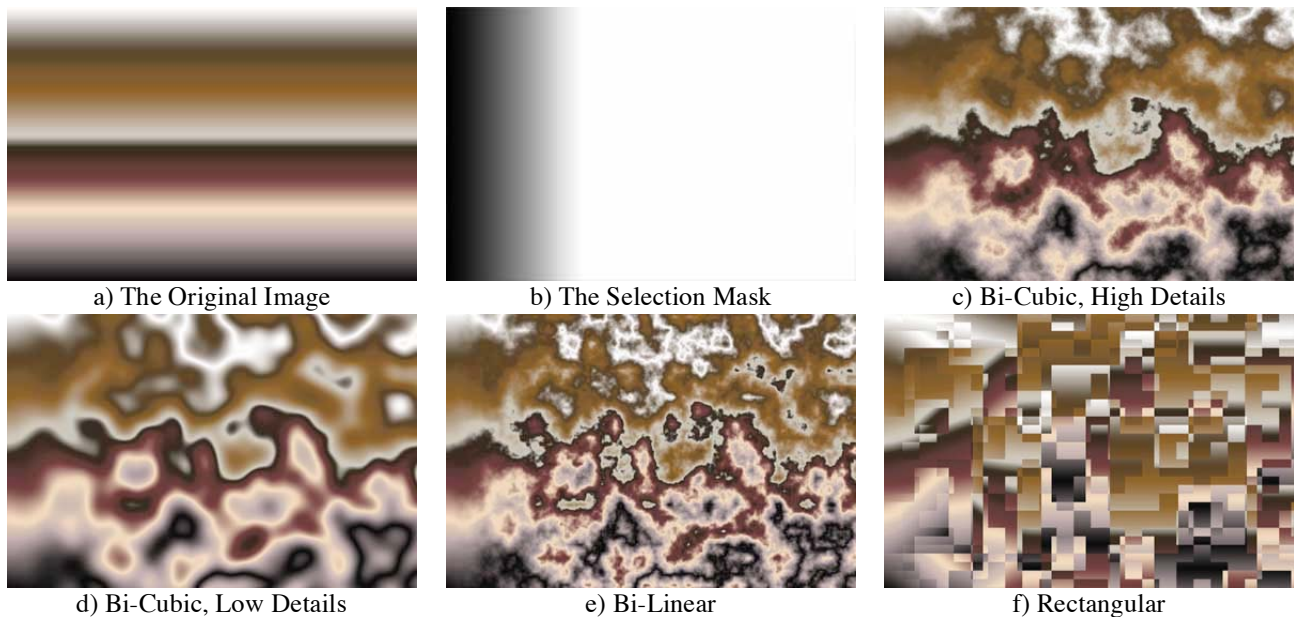 a) The Original Image
b) The Selection Mask
c) Bi-Cubic, High Details
d) Bi-Cubic, Low Details
e) Bi-Linear
f) Rectangular